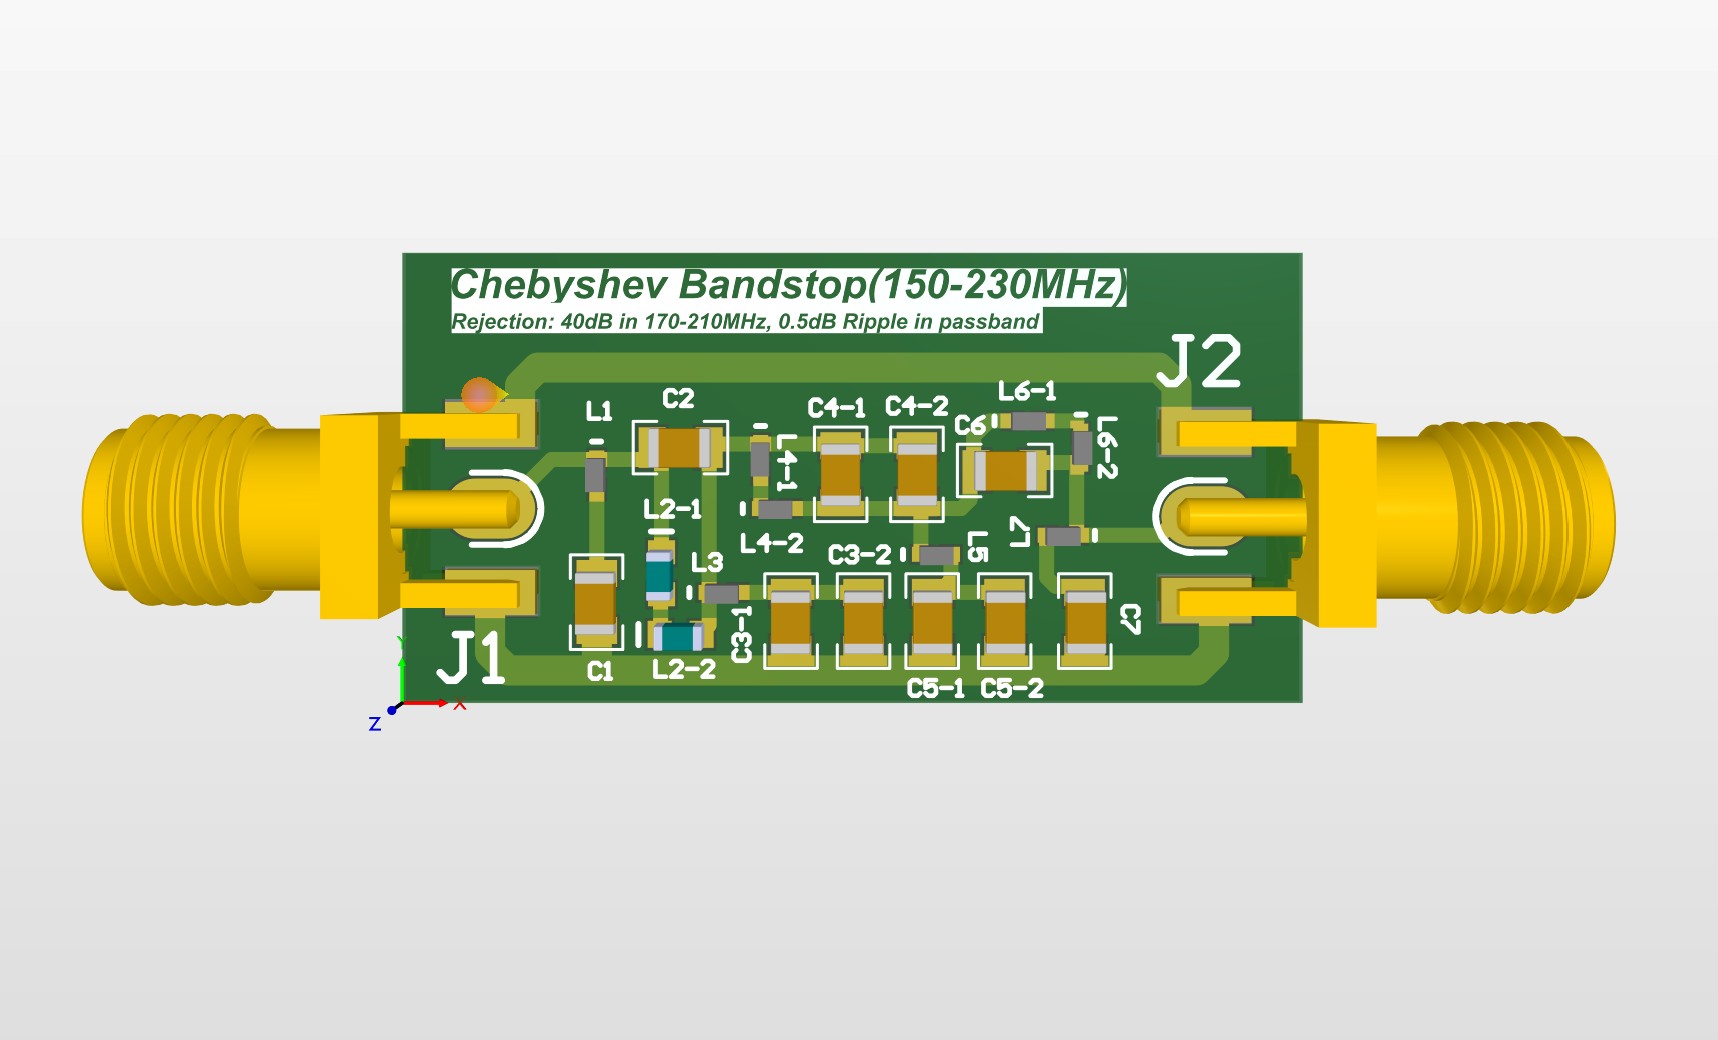 Chebyshev Bandstop(150-230MHz)
Rejection: 40dB in 170-210MHz, 0.5dB Ripple in passband
J2
L6-1
C2
C4-1
C4-2
L1
C6
L6-2
L4-1
L2-1
L7
L4-2
C3-2
L5
L3
C3-1
C7
J1
C1
L2-2
C5-1
C5-2
Y
X
Z